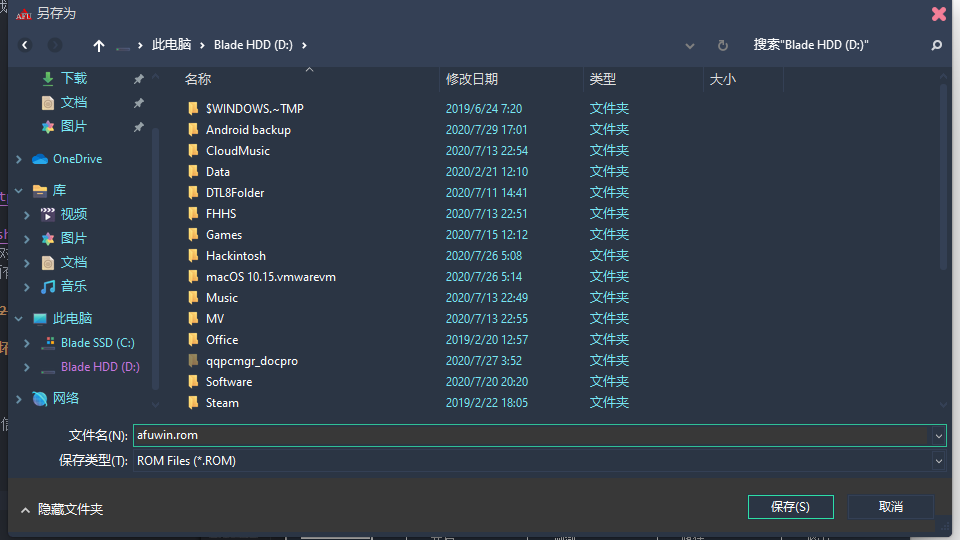 AFU 另存为
此电脑 › Blade HDD (D:) › 搜索"Blade HDD (D:)"
名称 修改日期 类型 大小
下载
文档
图片
OneDrive
库
视频
图片
文档
音乐
此电脑
Blade SSD (C:)
Blade HDD (D:)
网络
$WINDOWS.~TMP 2019/6/24 7:20 文件夹
Android backup 2020/7/29 17:01 文件夹
CloudMusic 2020/7/13 22:54 文件夹
Data 2020/2/21 12:10 文件夹
DTL8Folder 2020/7/11 14:41 文件夹
FHHS 2020/7/13 22:51 文件夹
Games 2020/7/15 12:12 文件夹
Hackintosh 2020/7/26 5:08 文件夹
macOS 10.15.vmwarevm 2020/7/26 5:14 文件夹
Music 2020/7/13 22:49 文件夹
MV 2020/7/13 22:55 文件夹
Office 2019/2/20 12:57 文件夹
qqpcmgr_docpro 2020/7/27 3:52 文件夹
Software 2020/7/20 20:20 文件夹
Steam 2019/2/22 18:05 文件夹
文件名(N): afuwin.rom
保存类型(T): ROM Files (*.ROM)
隐藏文件夹 保存(S) 取消